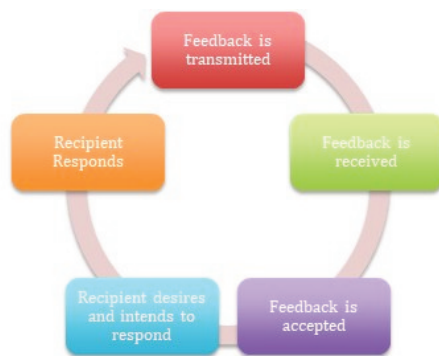 Feedback is
transmitted
Feedback is
received
Feedback is
accepted
Recipient desires
and intends to
respond
Recipient
Responds